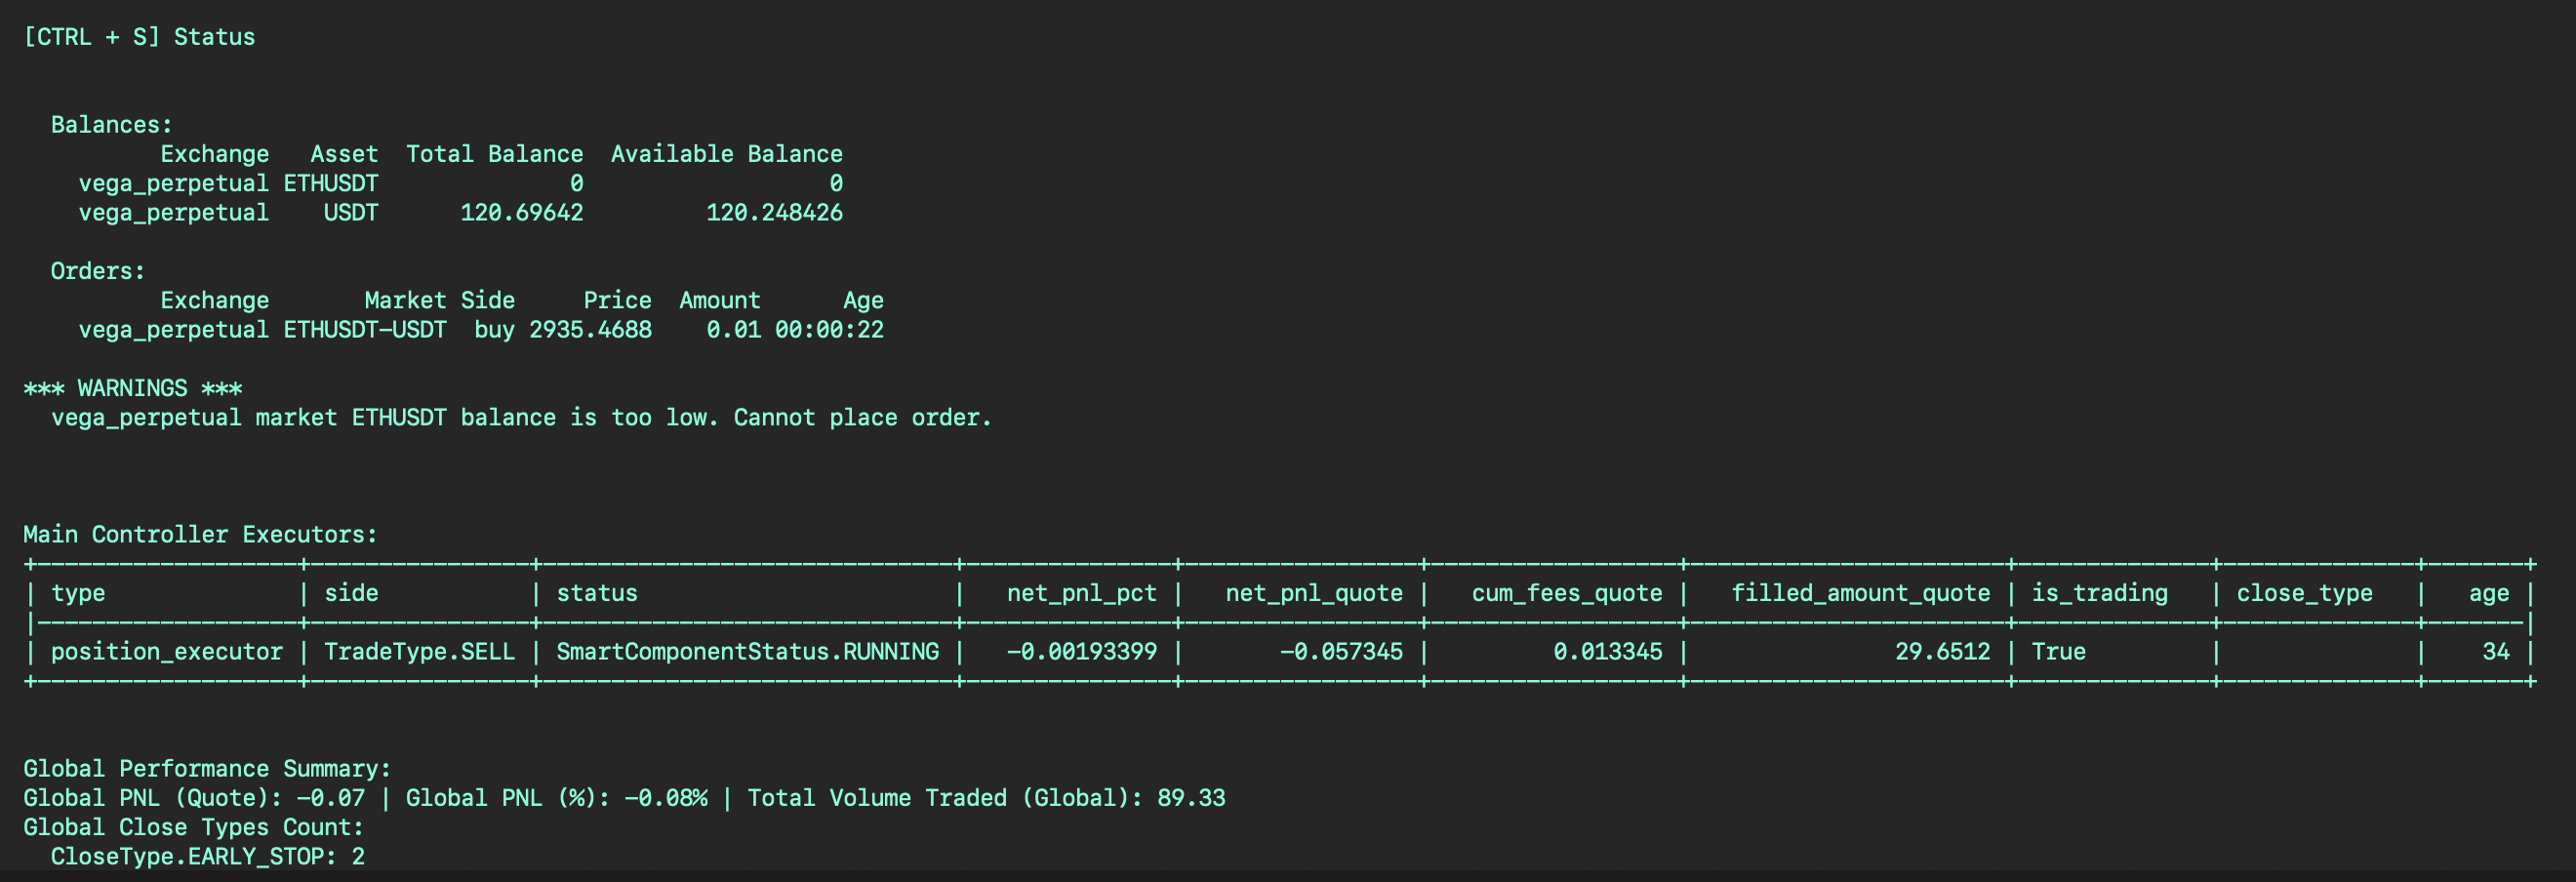 [CTRL + S] Status
Balances:
Exchange   Asset  Total Balance  Available Balance
vega_perpetual ETHUSDT              0                  0
vega_perpetual    USDT      120.69642         120.248426
Orders:
Exchange       Market Side     Price  Amount      Age
vega_perpetual ETHUSDT-USDT  buy 2935.4688    0.01 00:00:22
*** WARNINGS ***
vega_perpetual market ETHUSDT balance is too low. Cannot place order.
Main Controller Executors:
| type | side | status | net_pnl_pct | net_pnl_quote | cum_fees_quote | filled_amount_quote | is_trading | close_type | age |
| position_executor | TradeType.SELL | SmartComponentStatus.RUNNING | -0.00193399 | -0.057345 | 0.013345 | 29.6512 | True | | 34 |
Global Performance Summary:
Global PNL (Quote): -0.07 | Global PNL (%): -0.08% | Total Volume Traded (Global): 89.33
Global Close Types Count:
CloseType.EARLY_STOP: 2